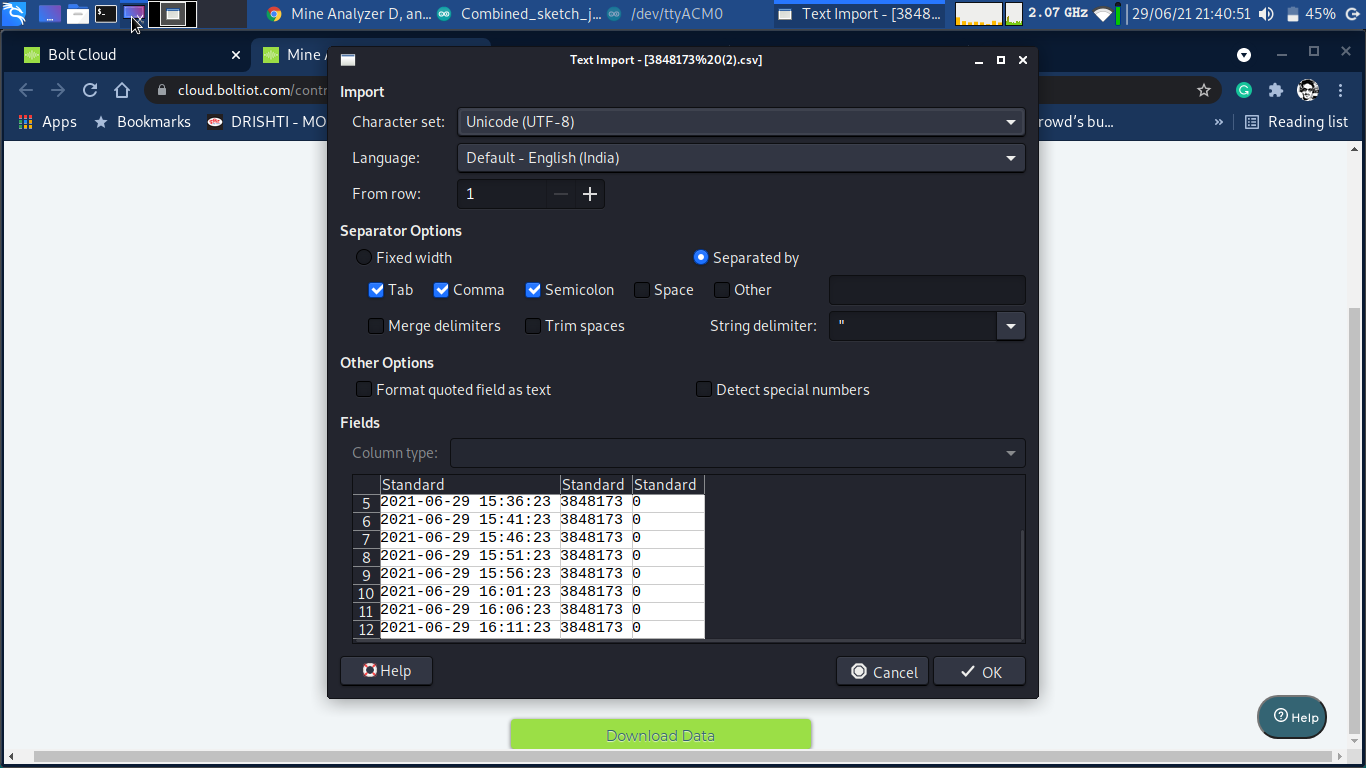 Mine Analyzer D, an... Combined_sketch_j... /dev/ttyACM0 Text Import - [3848... 2.07 GHz 29/06/21 21:40:51 45%
Bolt Cloud Mine A
Text Import - [3848173%20(2).csv]
cloud.boltiot.com/contr
Apps Bookmarks DRISHTI - MO rowd's bu... » Reading list
Import
Character set: Unicode (UTF-8)
Language: Default - English (India)
From row: 1
Separator Options
Fixed width Separated by
Tab Comma Semicolon Space Other
Merge delimiters Trim spaces String delimiter: "
Other Options
Format quoted field as text Detect special numbers
Fields
Column type:
Standard Standard Standard
5 2021-06-29 15:36:23 3848173 0
6 2021-06-29 15:41:23 3848173 0
7 2021-06-29 15:46:23 3848173 0
8 2021-06-29 15:51:23 3848173 0
9 2021-06-29 15:56:23 3848173 0
10 2021-06-29 16:01:23 3848173 0
11 2021-06-29 16:06:23 3848173 0
12 2021-06-29 16:11:23 3848173 0
Help Cancel OK
Help
Download Data